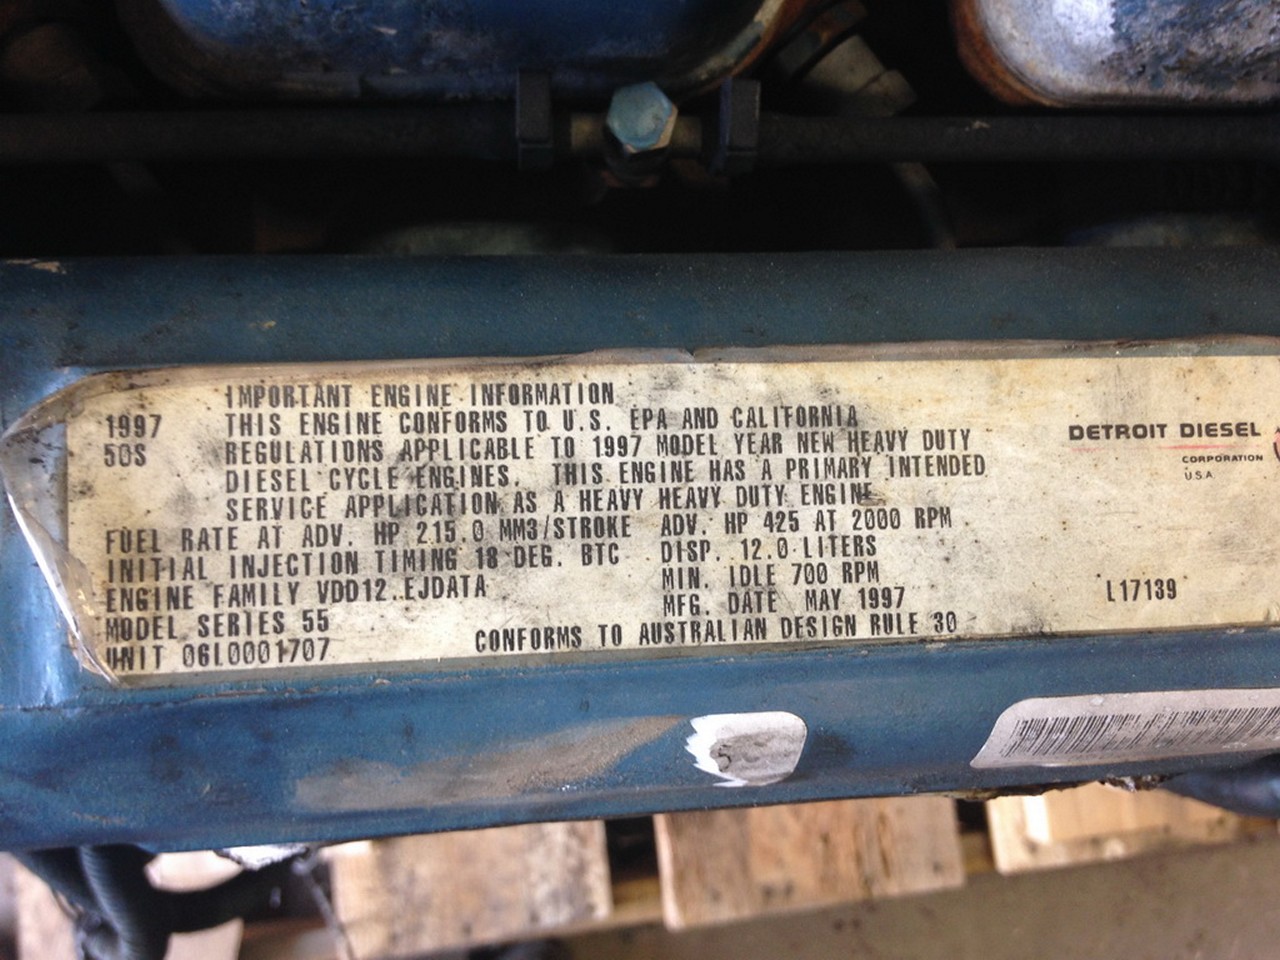 IMPORTANT ENGINE INFORMATION
1997 THIS ENGINE CONFORMS TO U.S. EPA AND CALIFORNIA
50S REGULATIONS APPLICABLE TO 1997 MODEL YEAR NEW HEAVY DUTY
DIESEL CYCLE ENGINES. THIS ENGINE HAS A PRIMARY INTENDED
SERVICE APPLICATION AS A HEAVY HEAVY DUTY ENGINE
FUEL RATE AT ADV. HP 215.0 MM3/STROKE ADV. HP 425 AT 2000 RPM
INITIAL INJECTION TIMING 18 DEG. BTC DISP. 12.0 LITERS
ENGINE FAMILY VDD12.EJDATA MIN. IDLE 700 RPM
MODEL SERIES 55 MFG. DATE MAY 1997
UNIT 06L0001707 CONFORMS TO AUSTRALIAN DESIGN RULE 30
DETROIT DIESEL
CORPORATION
U.S.A.
L17139
5